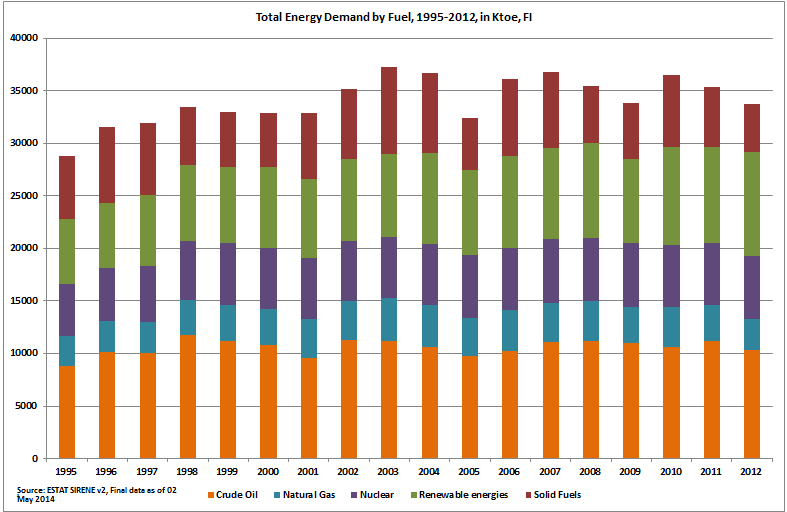 Total Energy Demand by Fuel, 1995-2012, in Ktoe, FI
40000
35000
30000
25000
20000
15000
10000
5000
0
1995 1996 1997 1998 1999 2000 2001 2002 2003 2004 2005 2006 2007 2008 2009 2010 2011 2012
Source: ESTAT SIRENE v2, Final data as of 02
May 2014
Crude Oil Natural Gas Nuclear Renewable energies Solid Fuels